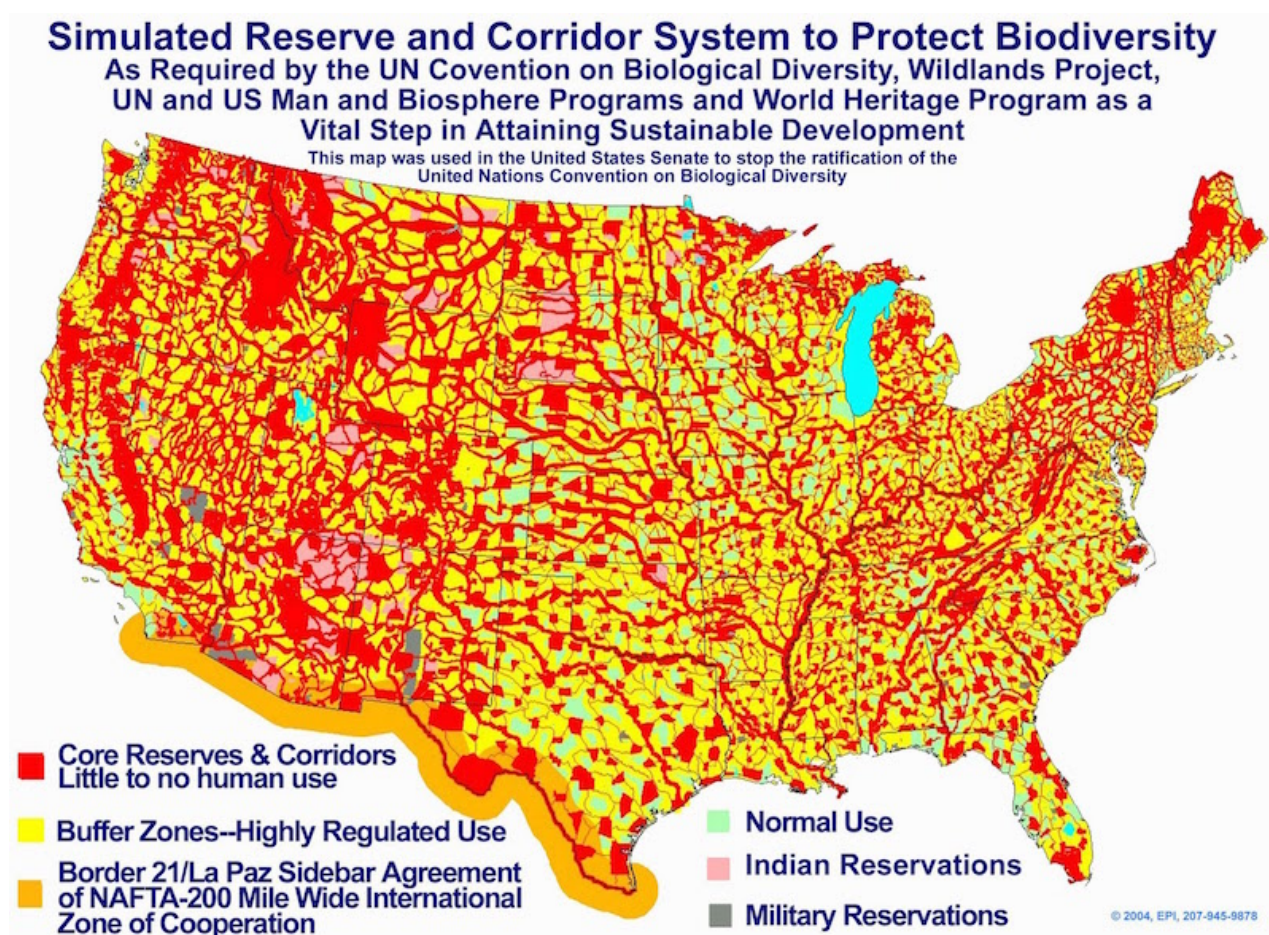 Simulated Reserve and Corridor System to Protect Biodiversity
As Required by the UN Covention on Biological Diversity, Wildlands Project,
UN and US Man and Biosphere Programs and World Heritage Program as a
Vital Step in Attaining Sustainable Development
This map was used in the United States Senate to stop the ratification of the
United Nations Convention on Biological Diversity
Core Reserves & Corridors
Little to no human use
Buffer Zones--Highly Regulated Use
Border 21/La Paz Sidebar Agreement
of NAFTA-200 Mile Wide International
Zone of Cooperation
Normal Use
Indian Reservations
Military Reservations
© 2004, EPI, 207-945-9878